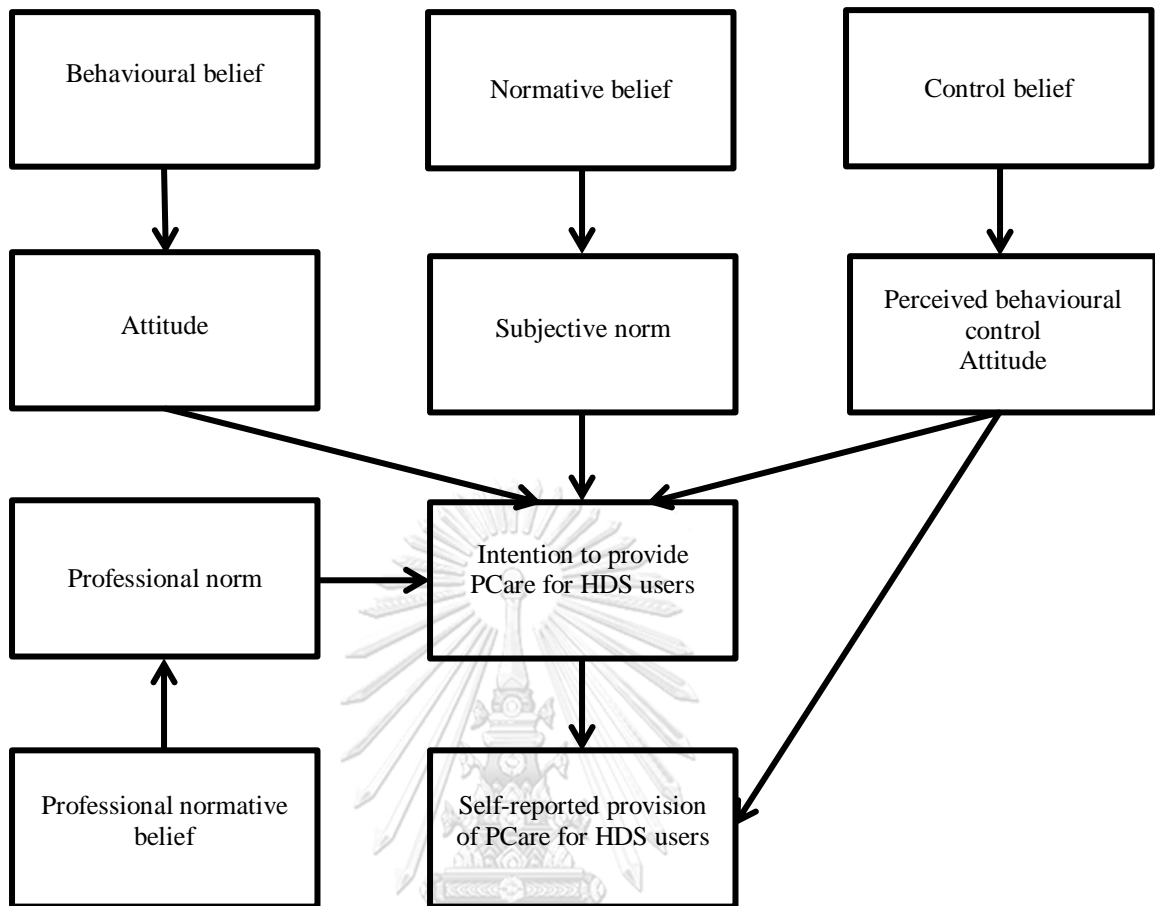 Behavioural belief
Normative belief
Control belief
Attitude
Subjective norm
Perceived behavioural
control
Attitude
Professional norm
Intention to provide
PCare for HDS users
Professional normative
belief
Self-reported provision
of PCare for HDS users